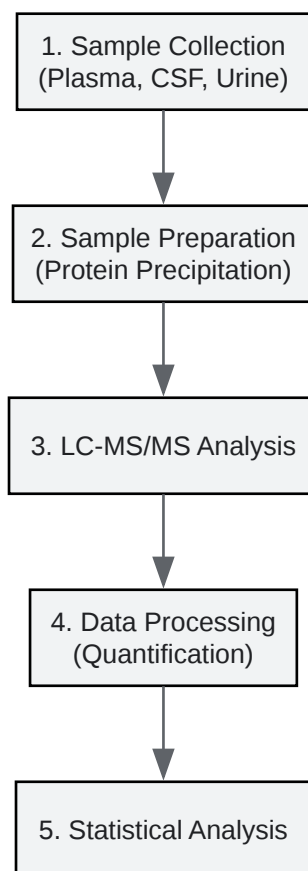 1. Sample Collection
(Plasma, CSF, Urine)
2. Sample Preparation
(Protein Precipitation)
3. LC-MS/MS Analysis
4. Data Processing
(Quantification)
5. Statistical Analysis